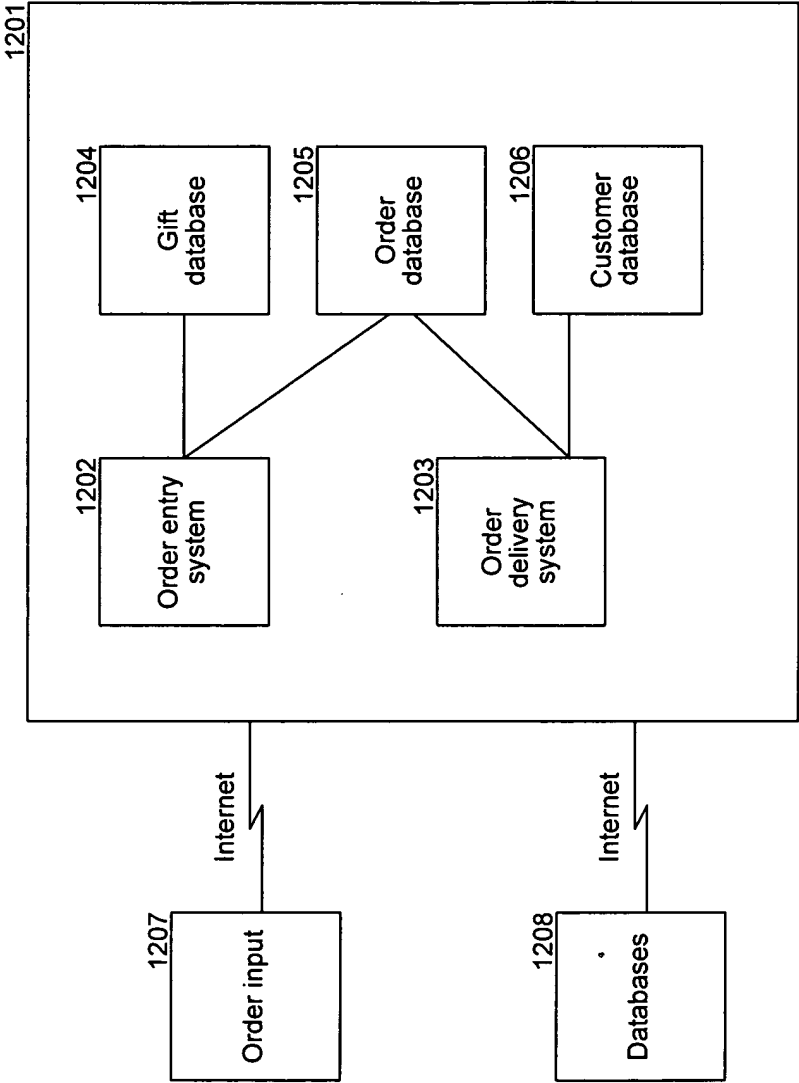 1201
1207
Order input
Internet
1208
Databases
Internet
1202
Order entry
system
1203
Order
delivery
system
1204
Gift
database
1205
Order
database
1206
Customer
database